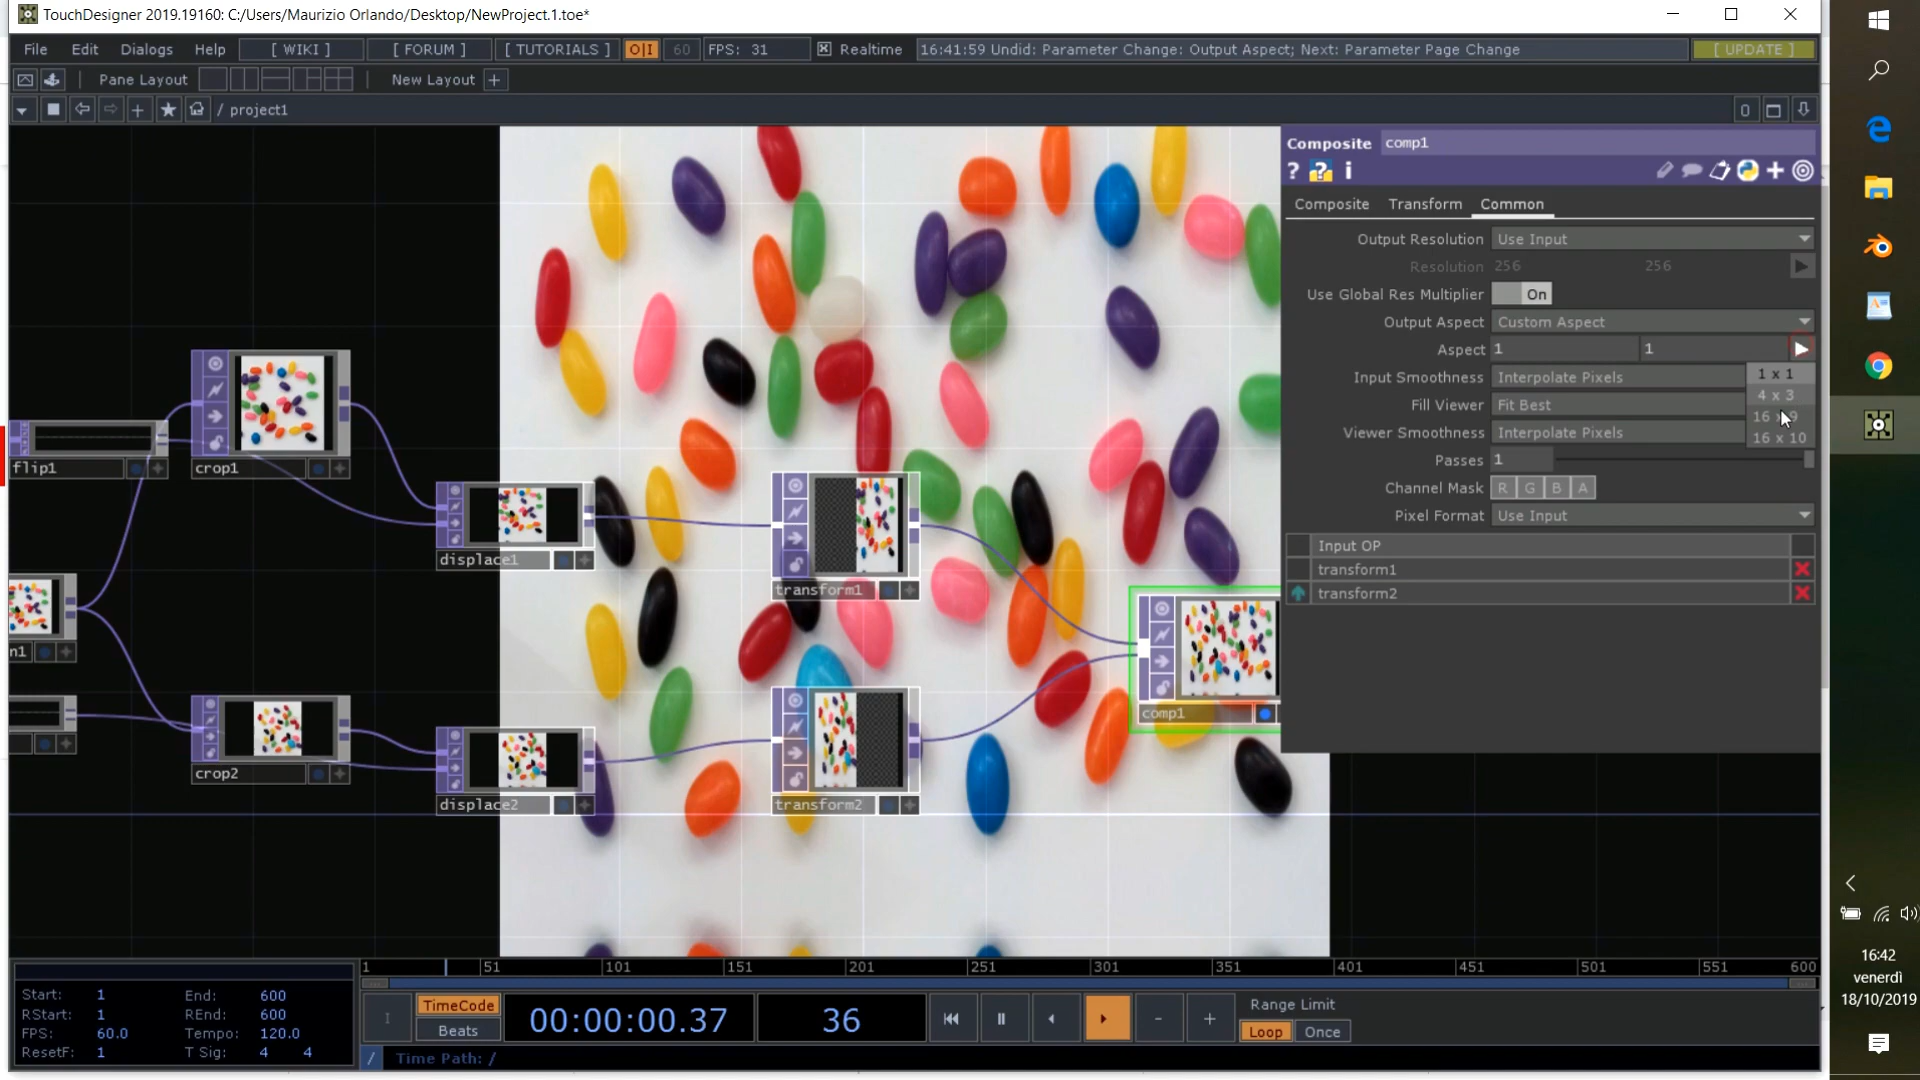 TouchDesigner 2019.19160: C:/Users/Maurizio Orlando/Desktop/NewProject.1.toe*
File Edit Dialogs Help [ WIKI ] [ FORUM ] [ TUTORIALS ] O|I 60 FPS: 31 Realtime 16:41:59 Undid: Parameter Change: Output Aspect; Next: Parameter Page Change [ UPDATE ]
Pane Layout New Layout +
/ project1
0
Composite comp1
? ? i
Composite Transform Common
Output Resolution Use Input
Resolution 256 256
Use Global Res Multiplier On
Output Aspect Custom Aspect
Aspect 1 1
1 x 1
Input Smoothness Interpolate Pixels
4 x 3
Fill Viewer Fit Best
16 x 9
Viewer Smoothness Interpolate Pixels
16 x 10
Passes 1
Channel Mask R G B A
Pixel Format Use Input
Input OP
transform1
transform2
flip1
crop1
displace1
transform1
n1
comp1
crop2
displace2
transform2
1 51 101 151 201 251 301 351 401 451 501 551 600
Start: 1 End: 600
RStart: 1 REnd: 600
FPS: 60.0 Tempo: 120.0
ResetF: 1 T Sig: 4 4
TimeCode
Beats
00:00:00.37
36
Range Limit
Loop Once
/ Time Path: /
16:42
venerdì
18/10/2019